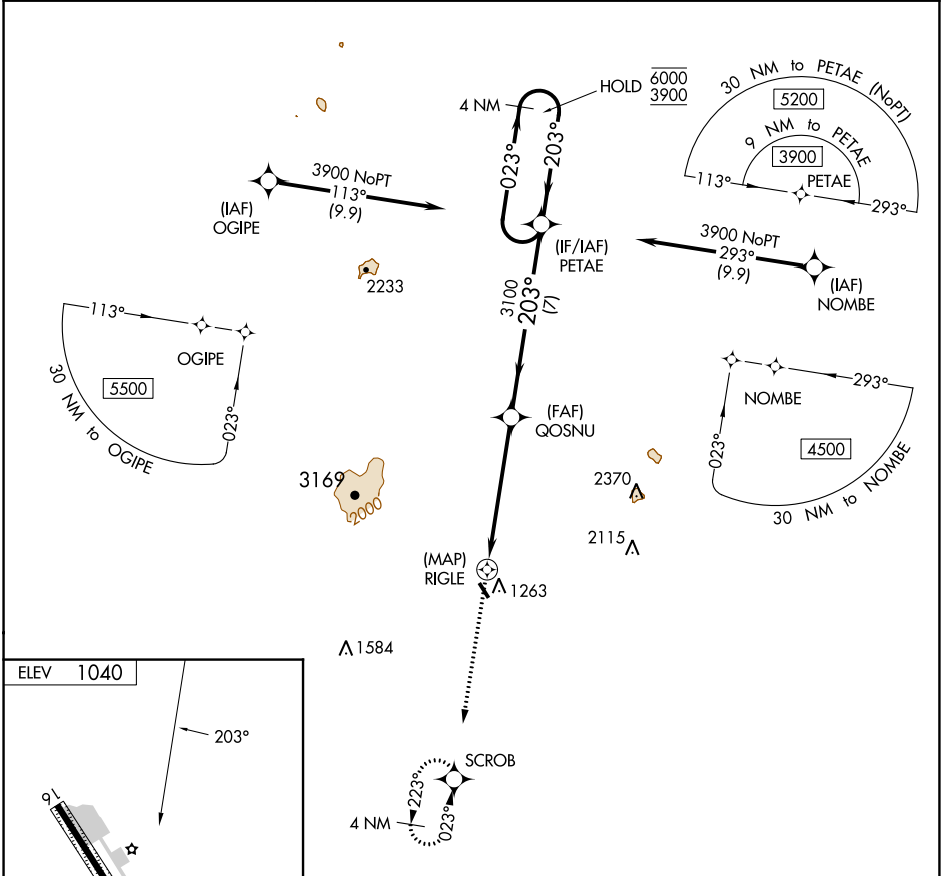 HOLD 6000
3900
4 NM
023°
203°
30 NM to PETAE (NoPT)
5200
9 NM to PETAE
3900
PETAE
113°
293°
3900 NoPT
113°
(9.9)
(IAF)
OGIPE
(IF/IAF)
PETAE
3900 NoPT
293°
(9.9)
(IAF)
NOMBE
2233
3100
203°
(7)
113°
OGIPE
5500
023°
30 NM to OGIPE
NOMBE
293°
4500
023°
30 NM to NOMBE
(FAF)
QOSNU
3169
2000
2370
2115
(MAP)
RIGLE
1263
1584
ELEV 1040
203°
16
SCROB
223°
023°
4 NM